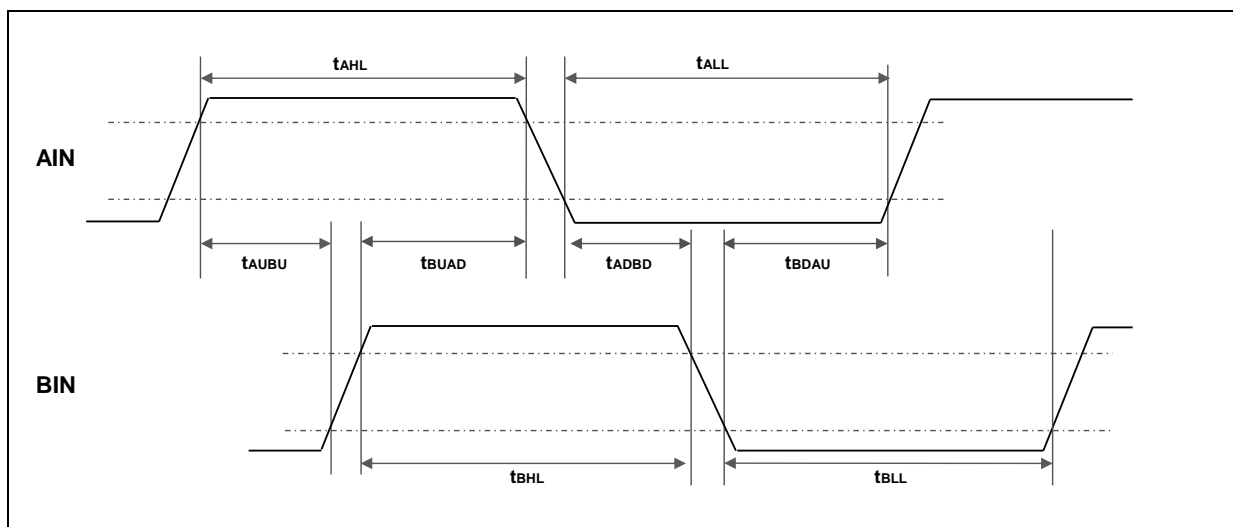 tAHL tALL
AIN
tAUBU tBUAD tADBD tBDAU
BIN
tBHL tBLL